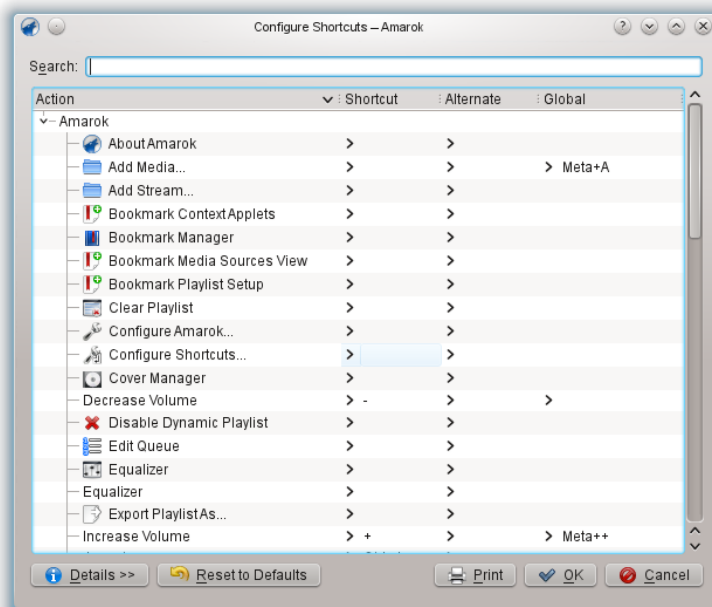 Configure Shortcuts – Amarok
Search:
Action Shortcut Alternate Global
Amarok
About Amarok
Add Media... Meta+A
Add Stream...
Bookmark Context Applets
Bookmark Manager
Bookmark Media Sources View
Bookmark Playlist Setup
Clear Playlist
Configure Amarok...
Configure Shortcuts...
Cover Manager
Decrease Volume -
Disable Dynamic Playlist
Edit Queue
Equalizer
Equalizer
Export Playlist As...
Increase Volume + Meta++
Details >> Reset to Defaults Print OK Cancel